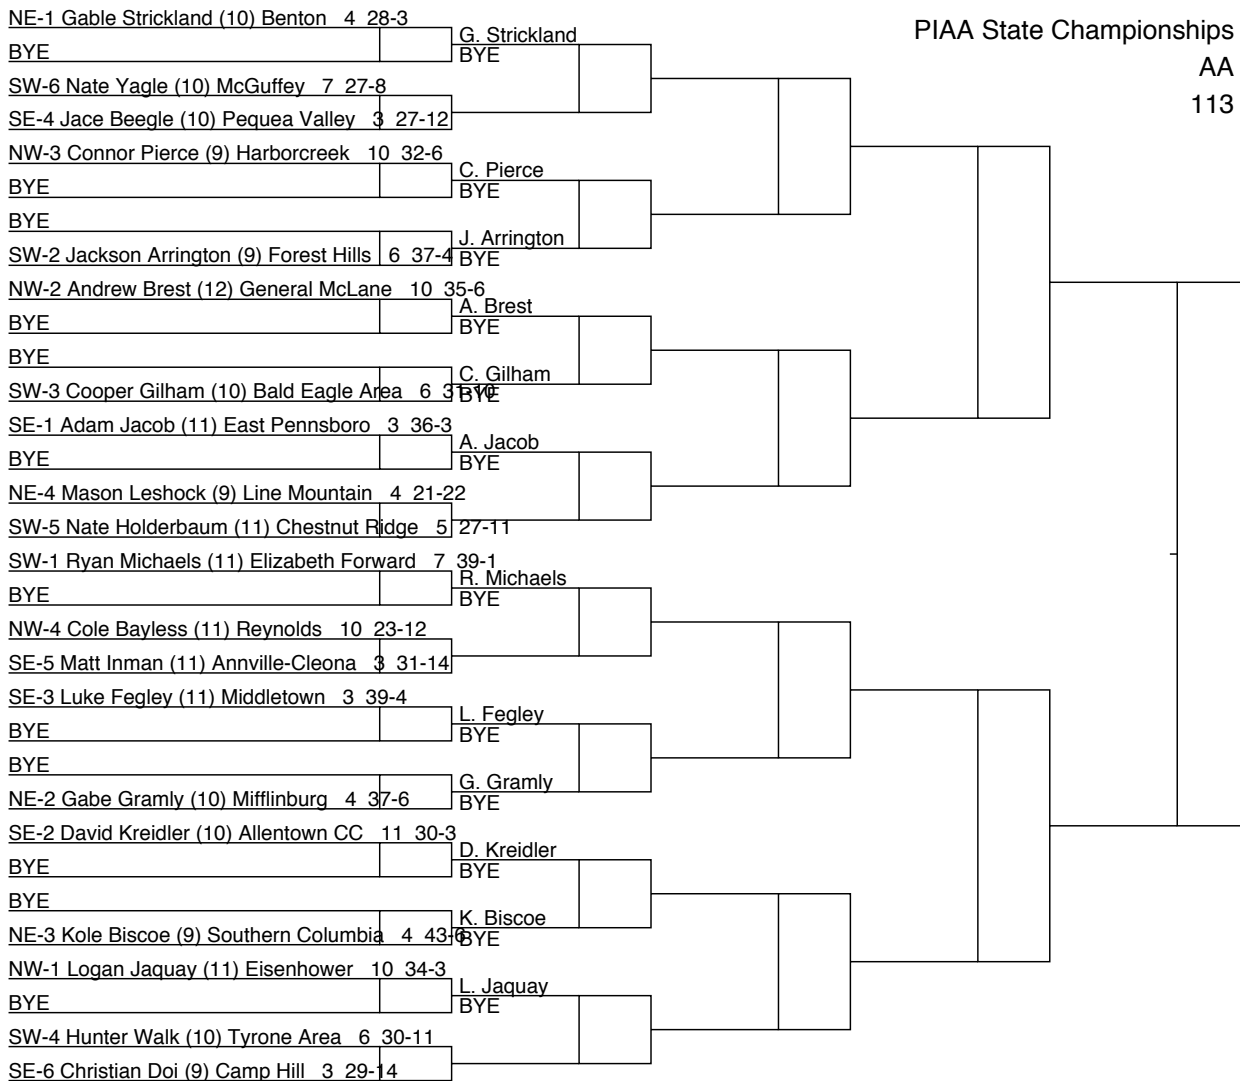 PIAA State Championships
AA
113
NE-1 Gable Strickland (10) Benton 4 28-3
BYE
G. Strickland
BYE
SW-6 Nate Yagle (10) McGuffey 7 27-8
SE-4 Jace Beegle (10) Pequea Valley 3 27-12
NW-3 Connor Pierce (9) Harborcreek 10 32-6
BYE
C. Pierce
BYE
BYE
SW-2 Jackson Arrington (9) Forest Hills 6 37-4
J. Arrington
BYE
NW-2 Andrew Brest (12) General McLane 10 35-6
BYE
A. Brest
BYE
BYE
SW-3 Cooper Gilham (10) Bald Eagle Area 6 31-10
C. Gilham
BYE
SE-1 Adam Jacob (11) East Pennsboro 3 36-3
BYE
A. Jacob
BYE
NE-4 Mason Leshock (9) Line Mountain 4 21-22
SW-5 Nate Holderbaum (11) Chestnut Ridge 5 27-11
SW-1 Ryan Michaels (11) Elizabeth Forward 7 39-1
BYE
R. Michaels
BYE
NW-4 Cole Bayless (11) Reynolds 10 23-12
SE-5 Matt Inman (11) Annville-Cleona 3 31-14
SE-3 Luke Fegley (11) Middletown 3 39-4
BYE
L. Fegley
BYE
BYE
NE-2 Gabe Gramly (10) Mifflinburg 4 37-6
G. Gramly
BYE
SE-2 David Kreidler (10) Allentown CC 11 30-3
BYE
D. Kreidler
BYE
BYE
NE-3 Kole Biscoe (9) Southern Columbia 4 43-6
K. Biscoe
BYE
NW-1 Logan Jaquay (11) Eisenhower 10 34-3
BYE
L. Jaquay
BYE
SW-4 Hunter Walk (10) Tyrone Area 6 30-11
SE-6 Christian Doi (9) Camp Hill 3 29-14